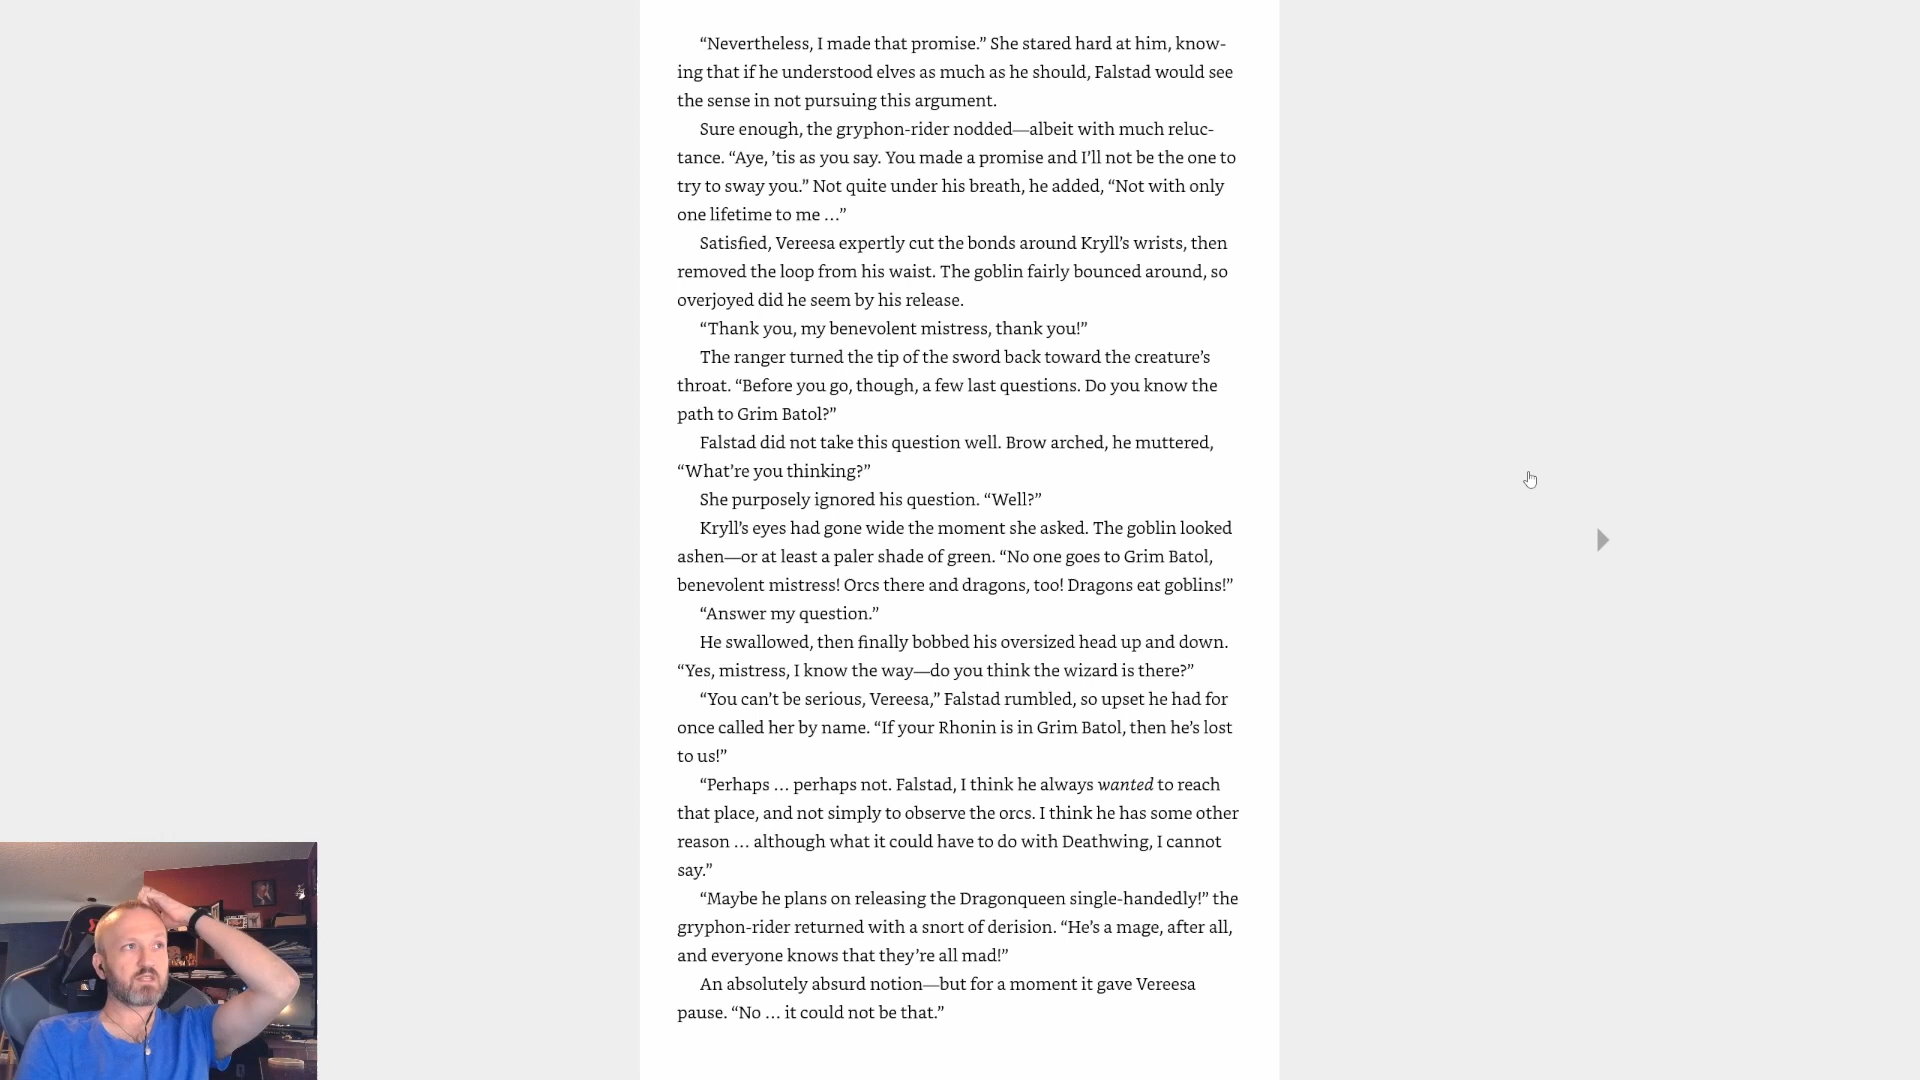 “Nevertheless, I made that promise.” She stared hard at him, know-
ing that if he understood elves as much as he should, Falstad would see
the sense in not pursuing this argument.
Sure enough, the gryphon-rider nodded—albeit with much reluc-
tance. “Aye, ’tis as you say. You made a promise and I’ll not be the one to
try to sway you.” Not quite under his breath, he added, “Not with only
one lifetime to me …”
Satisfied, Vereesa expertly cut the bonds around Kryll’s wrists, then
removed the loop from his waist. The goblin fairly bounced around, so
overjoyed did he seem by his release.
“Thank you, my benevolent mistress, thank you!”
The ranger turned the tip of the sword back toward the creature’s
throat. “Before you go, though, a few last questions. Do you know the
path to Grim Batol?”
Falstad did not take this question well. Brow arched, he muttered,
“What’re you thinking?”
She purposely ignored his question. “Well?”
Kryll’s eyes had gone wide the moment she asked. The goblin looked
ashen—or at least a paler shade of green. “No one goes to Grim Batol,
benevolent mistress! Orcs there and dragons, too! Dragons eat goblins!”
“Answer my question.”
He swallowed, then finally bobbed his oversized head up and down.
“Yes, mistress, I know the way—do you think the wizard is there?”
“You can’t be serious, Vereesa,” Falstad rumbled, so upset he had for
once called her by name. “If your Rhonin is in Grim Batol, then he’s lost
to us!”
“Perhaps … perhaps not. Falstad, I think he always wanted to reach
that place, and not simply to observe the orcs. I think he has some other
reason … although what it could have to do with Deathwing, I cannot
say.”
“Maybe he plans on releasing the Dragonqueen single-handedly!” the
gryphon-rider returned with a snort of derision. “He’s a mage, after all,
and everyone knows that they’re all mad!”
An absolutely absurd notion—but for a moment it gave Vereesa
pause. “No … it could not be that.”